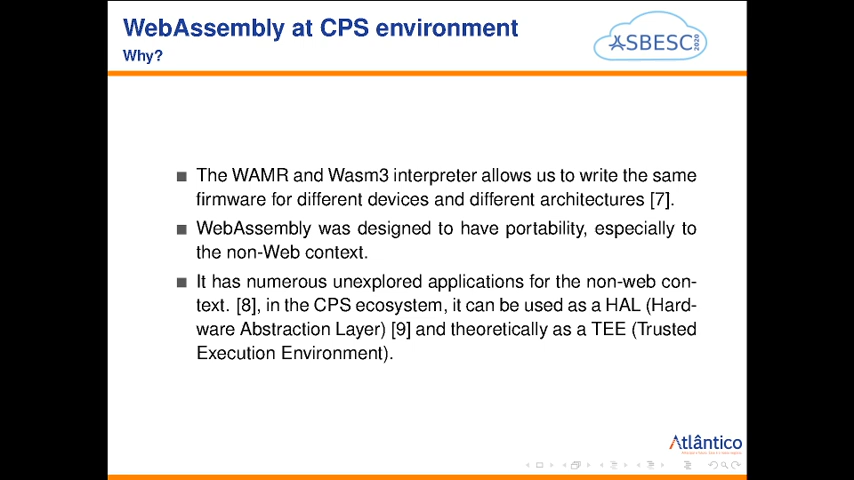 WebAssembly at CPS environment
Why?
ASBESC
2020
■ The WAMR and Wasm3 interpreter allows us to write the same
firmware for different devices and different architectures [7].
■ WebAssembly was designed to have portability, especially to
the non-Web context.
■ It has numerous unexplored applications for the non-web con-
text. [8], in the CPS ecosystem, it can be used as a HAL (Hard-
ware Abstraction Layer) [9] and theoretically as a TEE (Trusted
Execution Environment).
Atlântico